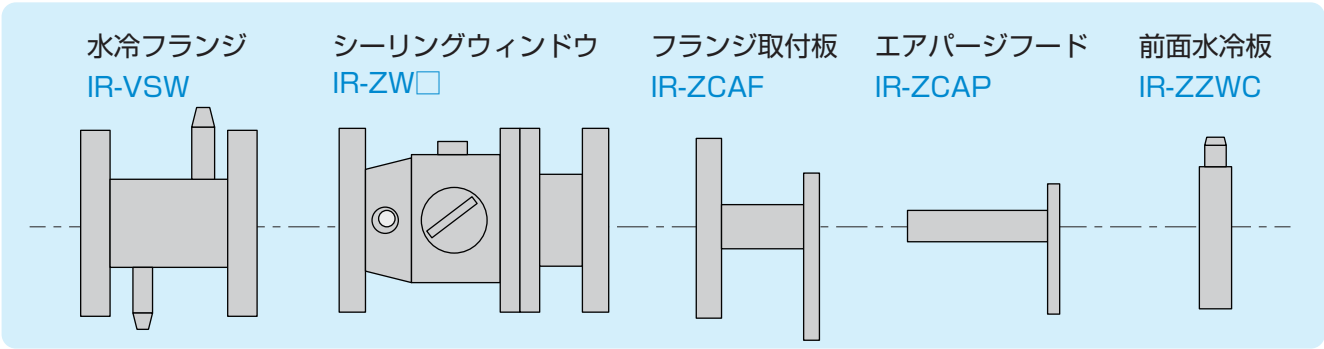 水冷フランジ
IR-VSW
シーリングウィンドウ
IR-ZW□
フランジ取付板
IR-ZCAF
エアパージフード
IR-ZCAP
前面水冷板
IR-ZZWC